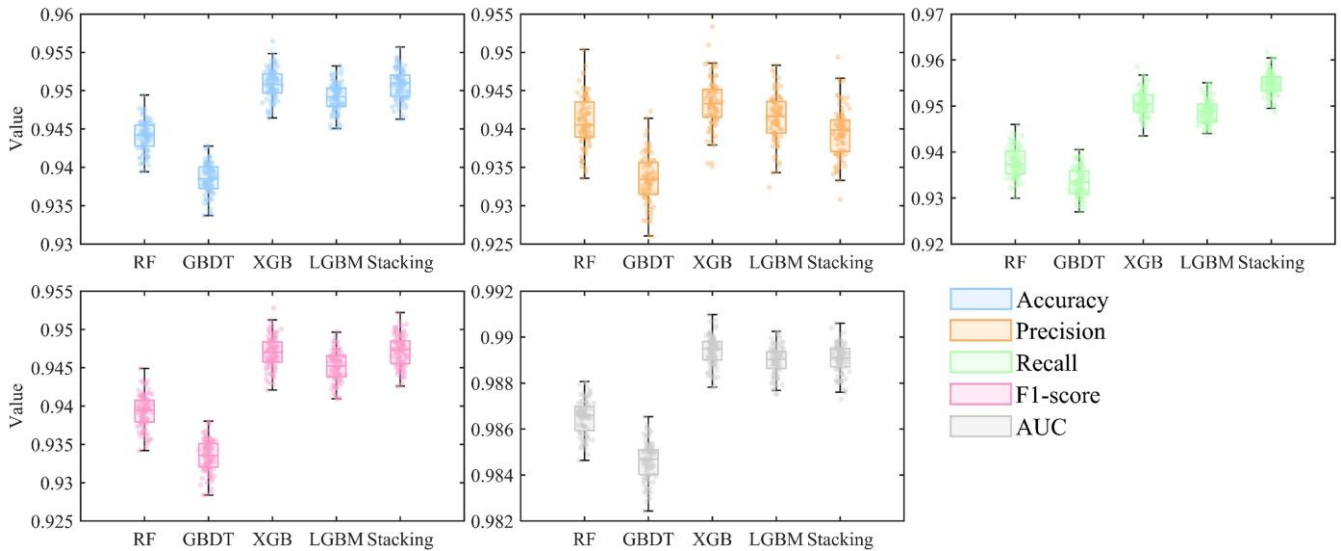 Value
0.96
0.955
0.95
0.945
0.94
0.935
0.93
RF GBDT XGB LGBM Stacking
0.955
0.95
0.945
0.94
0.935
0.93
0.925
RF GBDT XGB LGBM Stacking
0.97
0.96
0.95
0.94
0.93
0.92
RF GBDT XGB LGBM Stacking
Value
0.955
0.95
0.945
0.94
0.935
0.93
0.925
RF GBDT XGB LGBM Stacking
0.992
0.99
0.988
0.986
0.984
0.982
RF GBDT XGB LGBM Stacking
Accuracy
Precision
Recall
F1-score
AUC